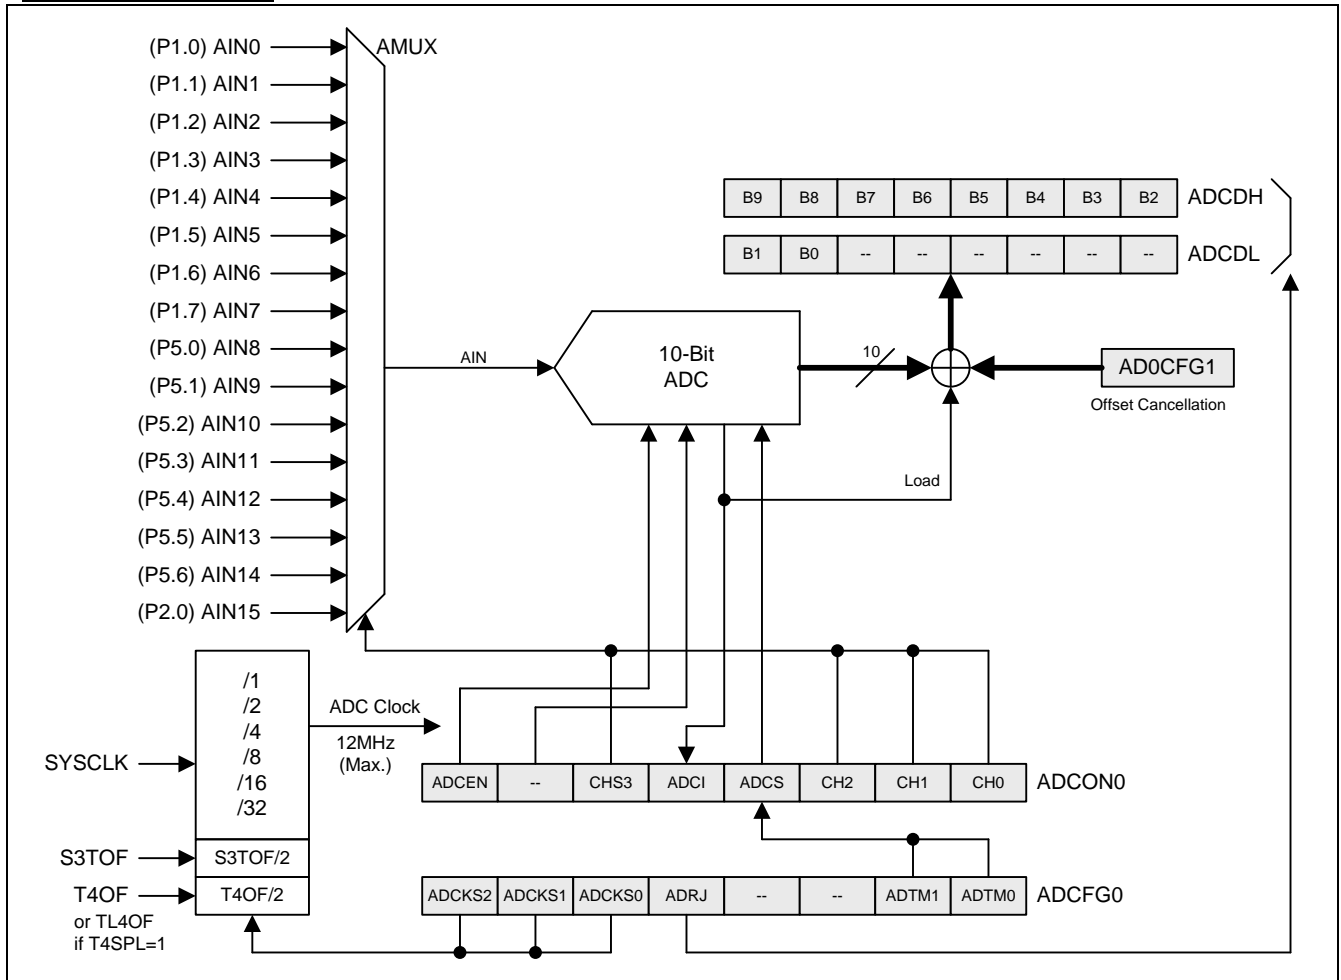 (P1.0) AIN0
AMUX
(P1.1) AIN1
(P1.2) AIN2
(P1.3) AIN3
(P1.4) AIN4
(P1.5) AIN5
(P1.6) AIN6
(P1.7) AIN7
(P5.0) AIN8
(P5.1) AIN9
(P5.2) AIN10
(P5.3) AIN11
(P5.4) AIN12
(P5.5) AIN13
(P5.6) AIN14
(P2.0) AIN15
B9 B8 B7 B6 B5 B4 B3 B2 ADCDH
B1 B0 -- -- -- -- -- -- ADCDL
AIN
10-Bit
ADC
10
AD0CFG1
Offset Cancellation
Load
/1
/2
/4
/8
/16
/32
SYSCLK
ADC Clock
12MHz
(Max.)
ADCEN -- CHS3 ADCI ADCS CH2 CH1 CH0 ADCON0
S3TOF
S3TOF/2
T4OF
or TL4OF
if T4SPL=1
T4OF/2
ADCKS2 ADCKS1 ADCKS0 ADRJ -- -- ADTM1 ADTM0 ADCFG0